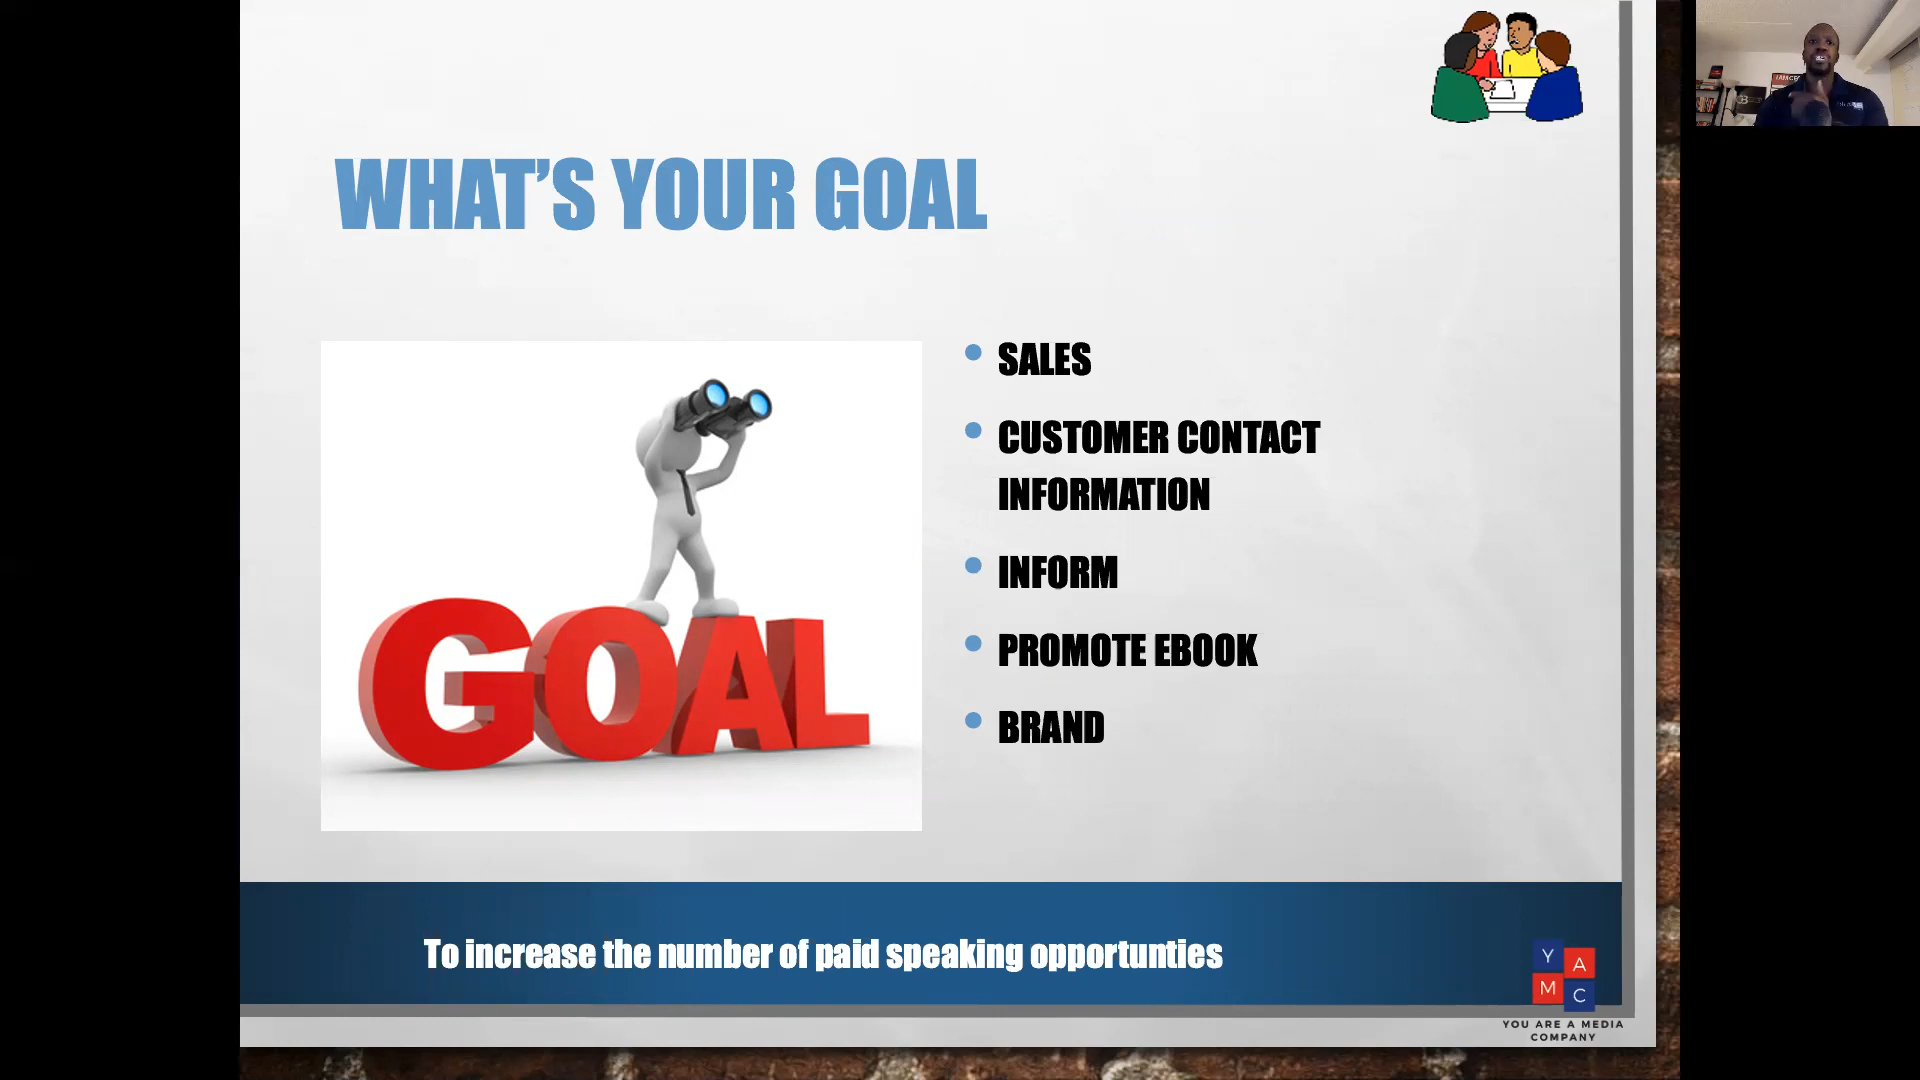 WHAT'S YOUR GOAL
GOAL
SALES
CUSTOMER CONTACT
INFORMATION
INFORM
PROMOTE EBOOK
BRAND
To increase the number of paid speaking opportunties
Y A
M C
YOU ARE A MEDIA
COMPANY